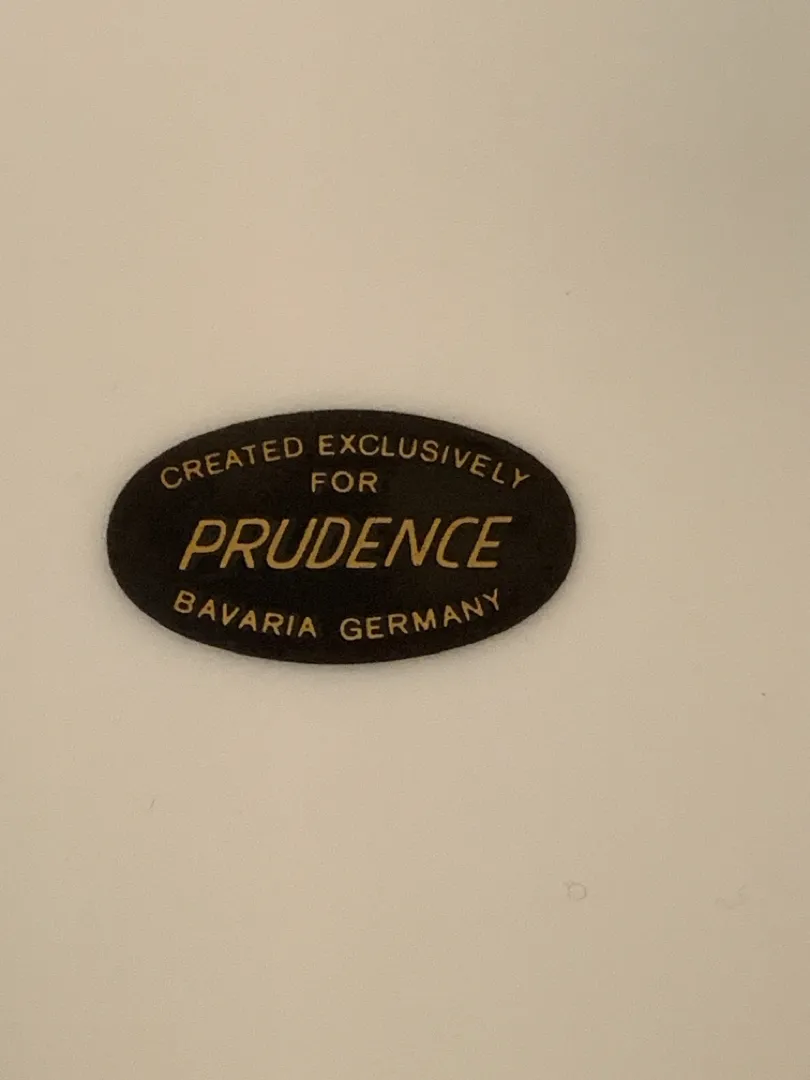 CREATED EXCLUSIVELY
FOR
PRUDENCE
BAVARIA GERMANY